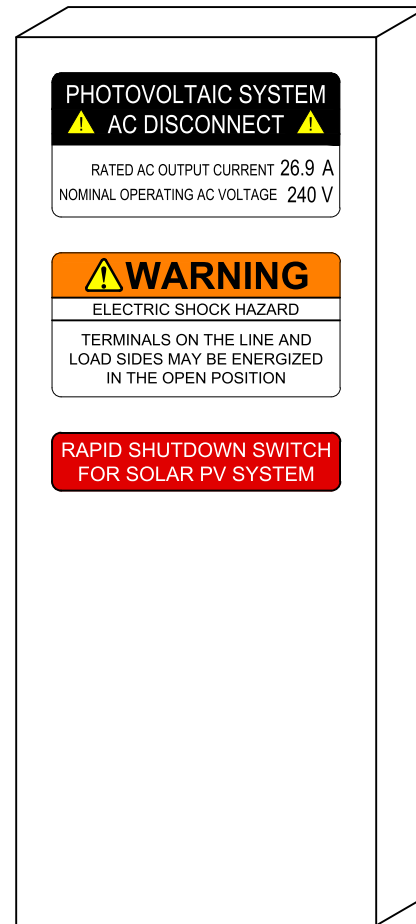 PHOTOVOLTAIC SYSTEM
AC DISCONNECT
RATED AC OUTPUT CURRENT 26.9 A
NOMINAL OPERATING AC VOLTAGE 240 V
WARNING
ELECTRIC SHOCK HAZARD
TERMINALS ON THE LINE AND
LOAD SIDES MAY BE ENERGIZED
IN THE OPEN POSITION
RAPID SHUTDOWN SWITCH
FOR SOLAR PV SYSTEM